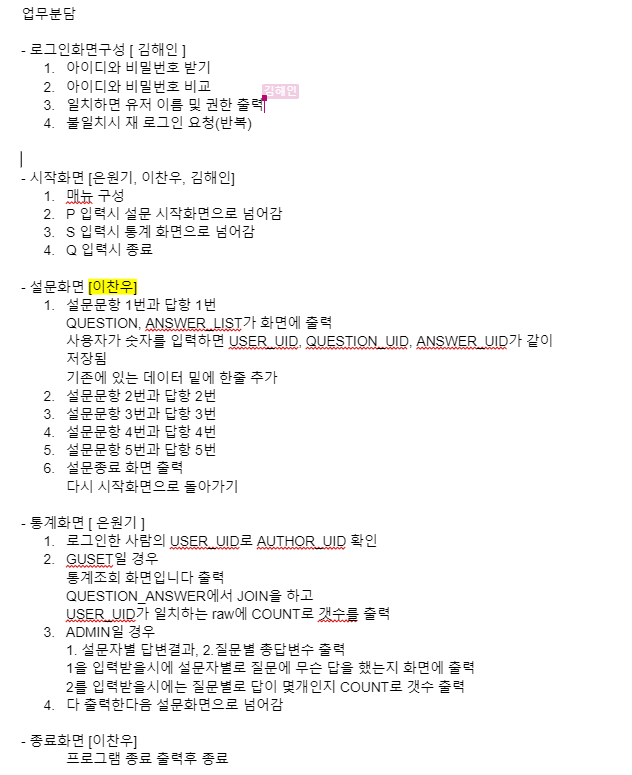 업무분담
- 로그인화면구성 [ 김해인 ]
1. 아이디와 비밀번호 받기
2. 아이디와 비밀번호 비교
김해인
3. 일치하면 유저 이름 및 권한 출력
4. 불일치시 재 로그인 요청(반복)
- 시작화면 [은원기, 이찬우, 김해인]
1. 매뉴 구성
2. P 입력시 설문 시작화면으로 넘어감
3. S 입력시 통계 화면으로 넘어감
4. Q 입력시 종료
- 설문화면 [이찬우]
1. 설문문항 1번과 답항 1번
QUESTION, ANSWER_LIST가 화면에 출력
사용자가 숫자를 입력하면 USER_UID, QUESTION_UID, ANSWER_UID가 같이
저장됨
기존에 있는 데이터 밑에 한줄 추가
2. 설문문항 2번과 답항 2번
3. 설문문항 3번과 답항 3번
4. 설문문항 4번과 답항 4번
5. 설문문항 5번과 답항 5번
6. 설문종료 화면 출력
다시 시작화면으로 돌아가기
- 통계화면 [ 은원기 ]
1. 로그인한 사람의 USER_UID로 AUTHOR_UID 확인
2. GUSET일 경우
통계조회 화면입니다 출력
QUESTION_ANSWER에서 JOIN을 하고
USER_UID가 일치하는 raw에 COUNT로 갯수를 출력
3. ADMIN일 경우
1. 설문자별 답변결과, 2.질문별 총답변수 출력
1을 입력받을시에 설문자별로 질문에 무슨 답을 했는지 화면에 출력
2를 입력받을시에는 질문별로 답이 몇개인지 COUNT로 갯수 출력
4. 다 출력한다음 설문화면으로 넘어감
- 종료화면 [이찬우]
프로그램 종료 출력후 종료